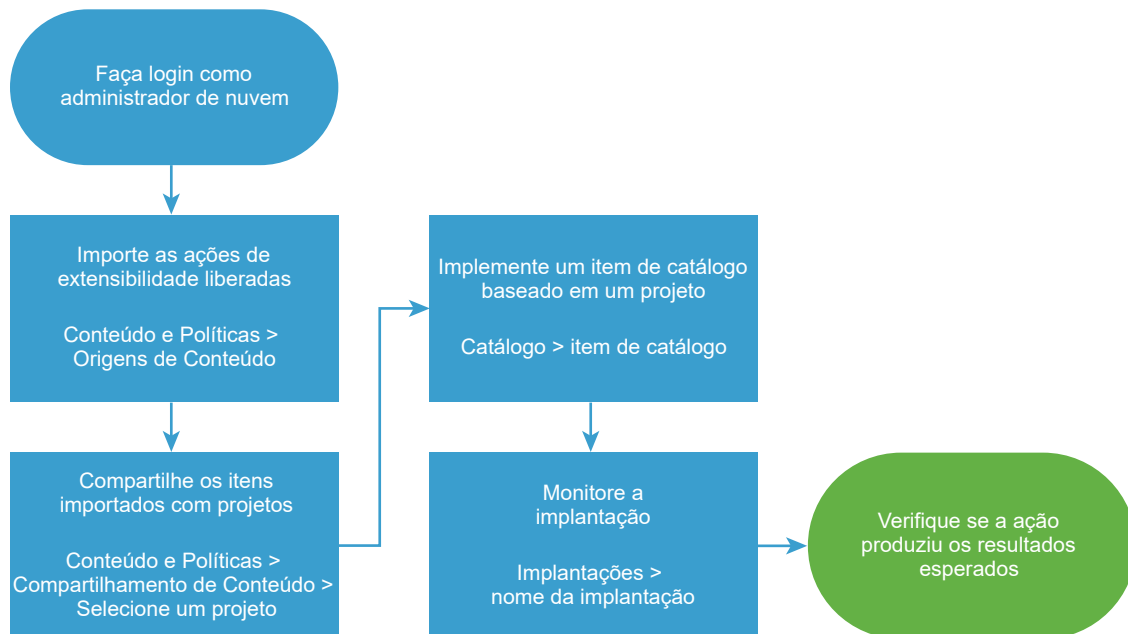 Faça login como
administrador de nuvem
Importe as ações de
extensibilidade liberadas
Conteúdo e Políticas >
Origens de Conteúdo
Compartilhe os itens
importados com projetos
Conteúdo e Políticas >
Compartilhamento de Conteúdo >
Selecione um projeto
Implemente um item de catálogo
baseado em um projeto
Catálogo > item de catálogo
Monitore a
implantação
Implantações >
nome da implantação
Verifique se a ação
produziu os resultados
esperados